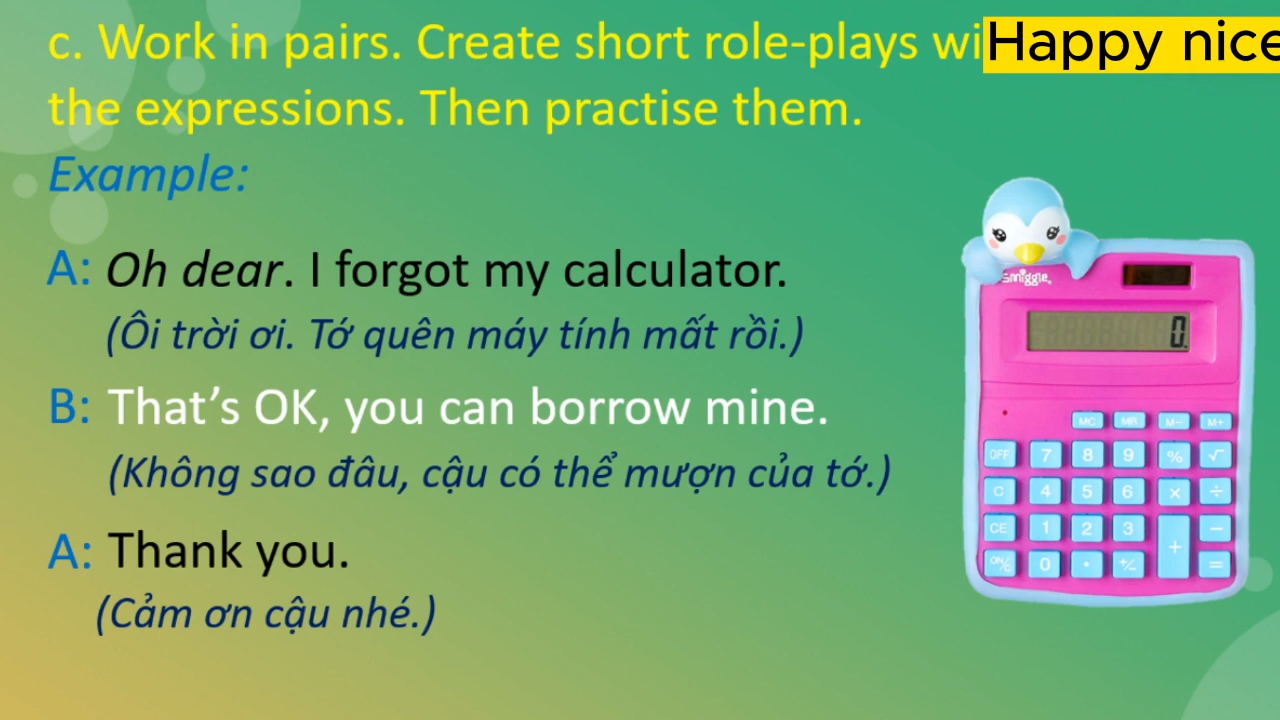 c. Work in pairs. Create short role-plays wi
Happy nice
the expressions. Then practise them.
Example:
A: Oh dear. I forgot my calculator.
(Ôi trời ơi. Tớ quên máy tính mất rồi.)
B: That's OK, you can borrow mine.
(Không sao đâu, cậu có thể mượn của tớ.)
A: Thank you.
(Cảm ơn cậu nhé.)
Smiggle
0.
MC MR M- M+
OFF 7 8 9 % √
C 4 5 6 × ÷
CE 1 2 3 + −
ON/C 0 • +/- =